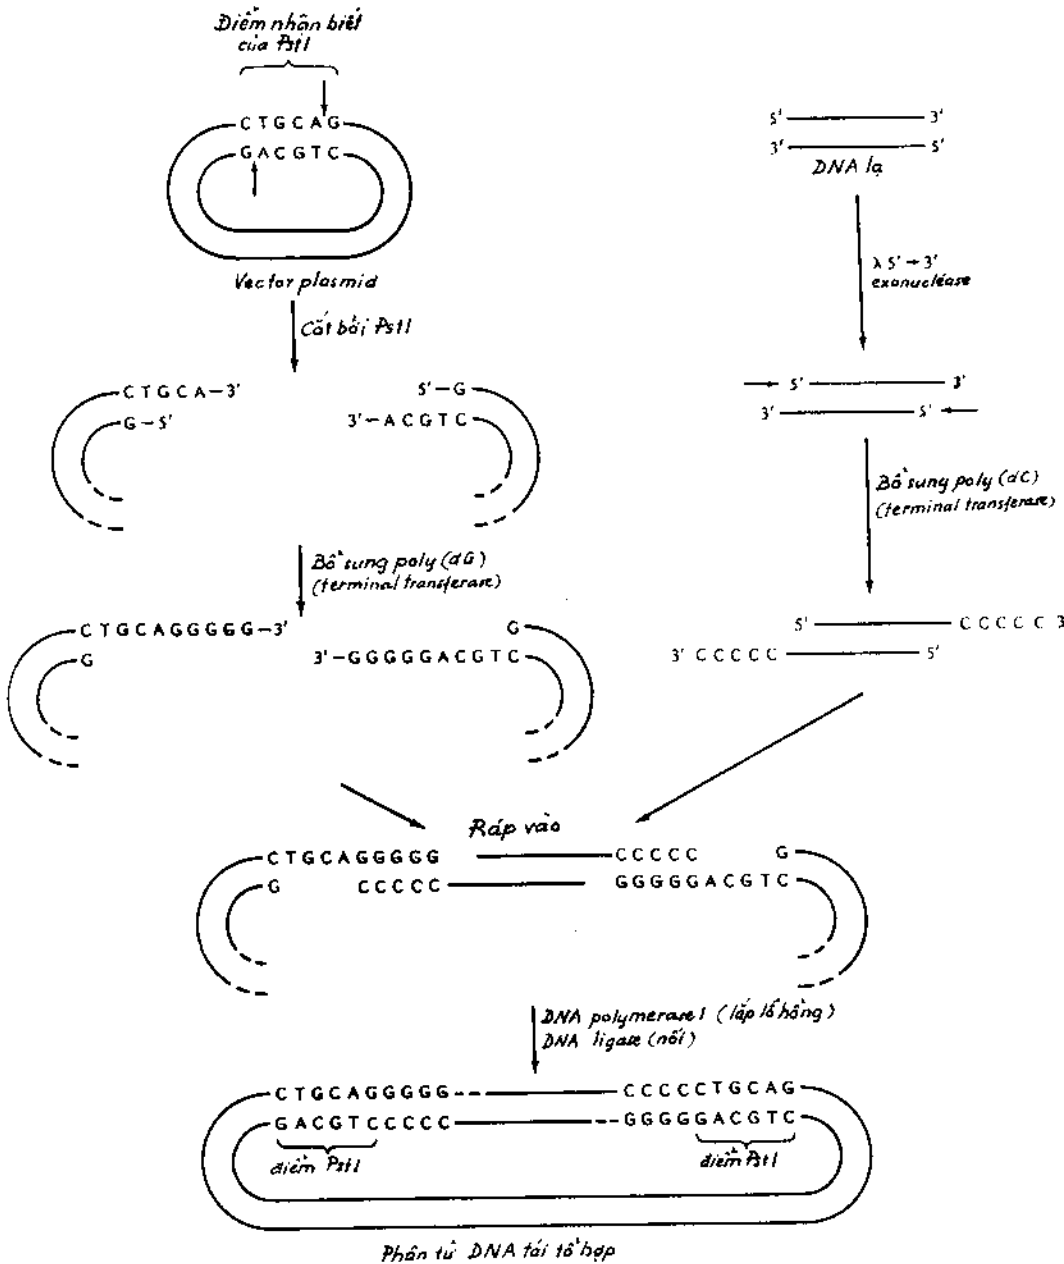 Điểm nhận biết
của PstI
CTGCAG
GACGTC
Vector plasmid
Cắt bởi PstI
5' 3'
3' 5'
DNA lạ
λ 5' → 3'
exonuclease
CTGCA-3' 5'-G
G-5' 3'-ACGTC
5' 3'
3' 5'
Bổ sung poly (dG)
(terminal transferase)
Bổ sung poly (dC)
(terminal transferase)
CTGCAGGGGG-3' G
G 3'-GGGGGACGTC
5' CCCCC 3
3' CCCCC 5'
Ráp vào
CTGCAGGGGG CCCCC G
G CCCCC GGGGGACGTC
DNA polymerase I (lấp lổ hổng)
DNA ligase (nối)
CTGCAGGGGG CCCCCTGCAG
GACGTCCCCC GGGGGACGTC
điểm PstI điểm PstI
Phân tử DNA tái tổ hợp